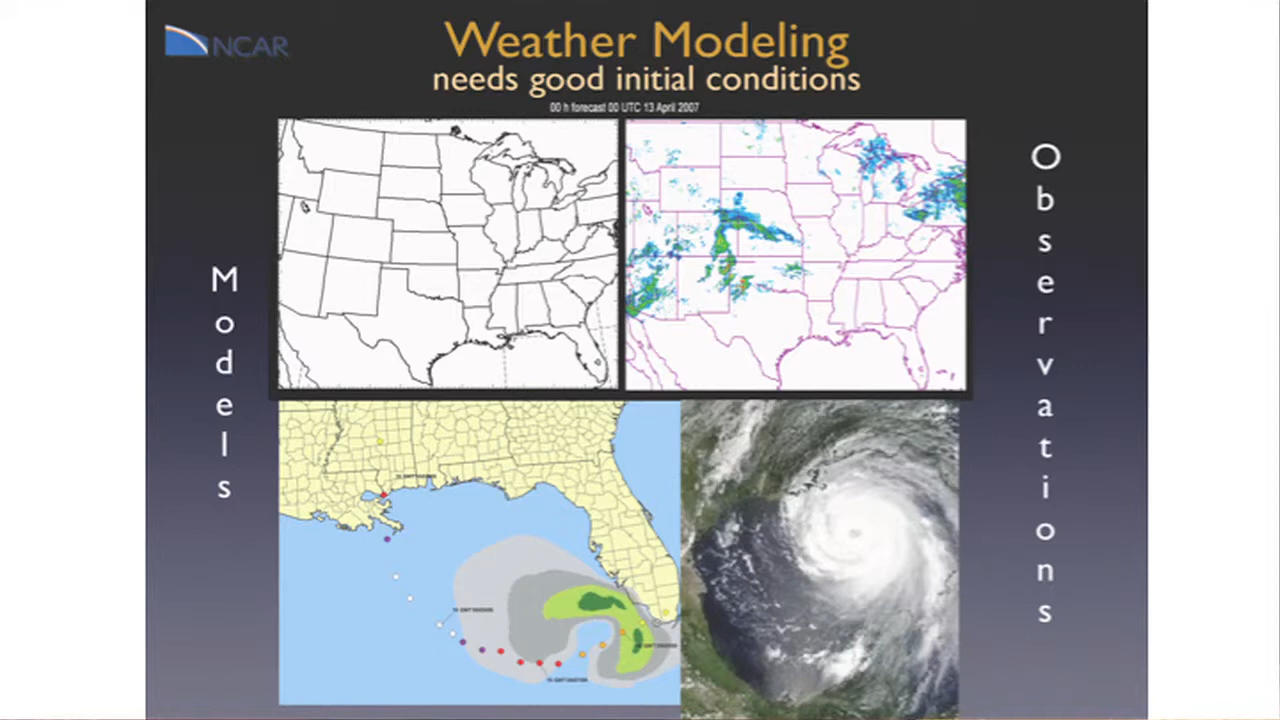 NCAR
Weather Modeling
needs good initial conditions
00 h forecast 00 UTC 13 April 2007
Models
Observations